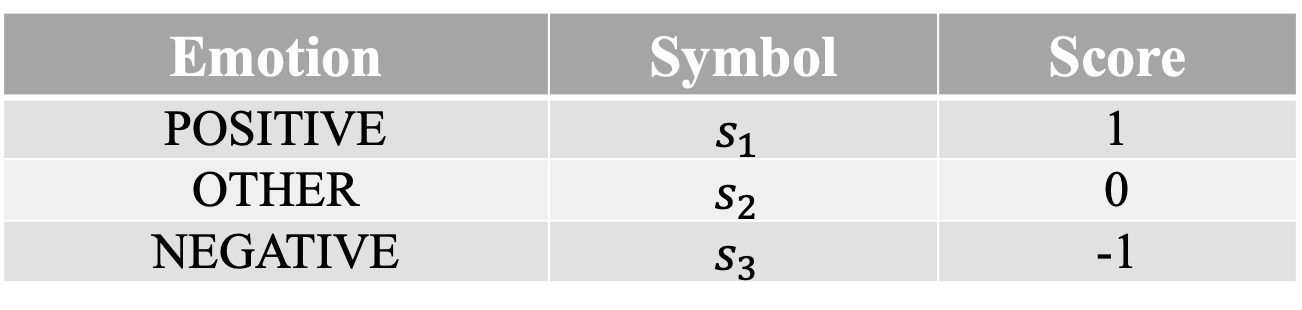 Emotion Symbol Score
POSITIVE s₁ 1
OTHER s₂ 0
NEGATIVE s₃ -1